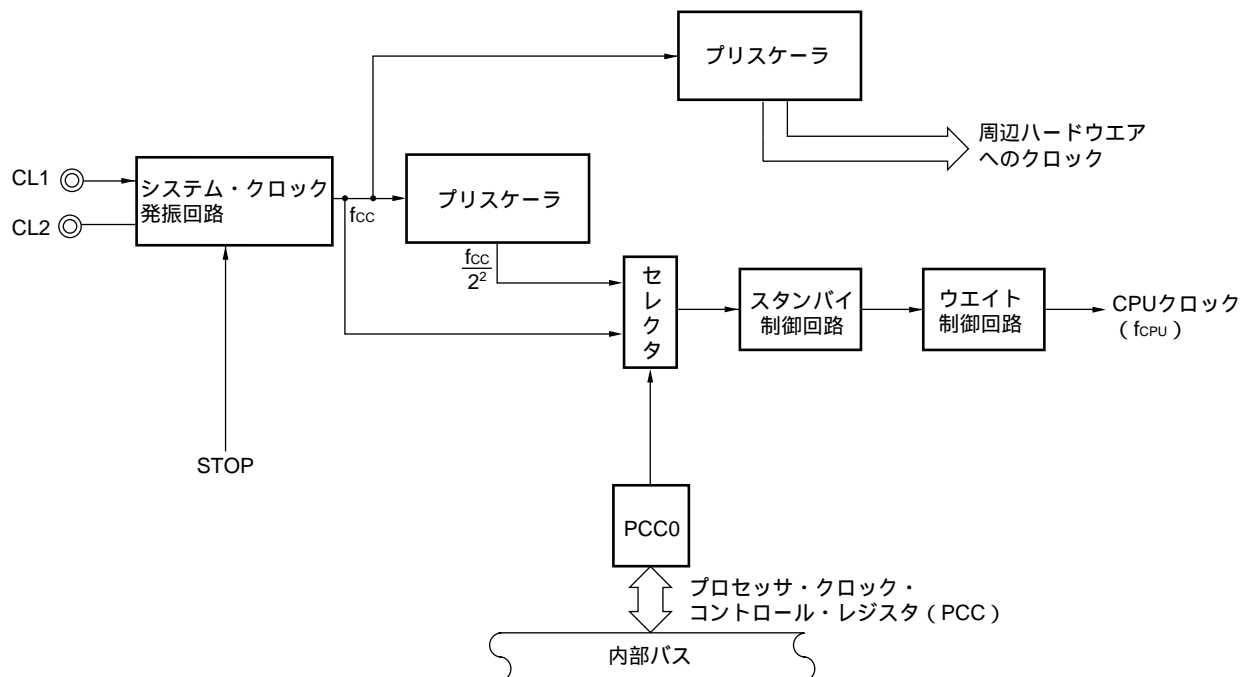 プリスケーラ
周辺ハードウエア
へのクロック
CL1
CL2
システム・クロック
発振回路
fCC
プリスケーラ
fCC
2²
セ
レ
ク
タ
スタンバイ
制御回路
ウエイト
制御回路
CPUクロック
(fCPU)
STOP
PCC0
プロセッサ・クロック・
コントロール・レジスタ(PCC)
内部バス